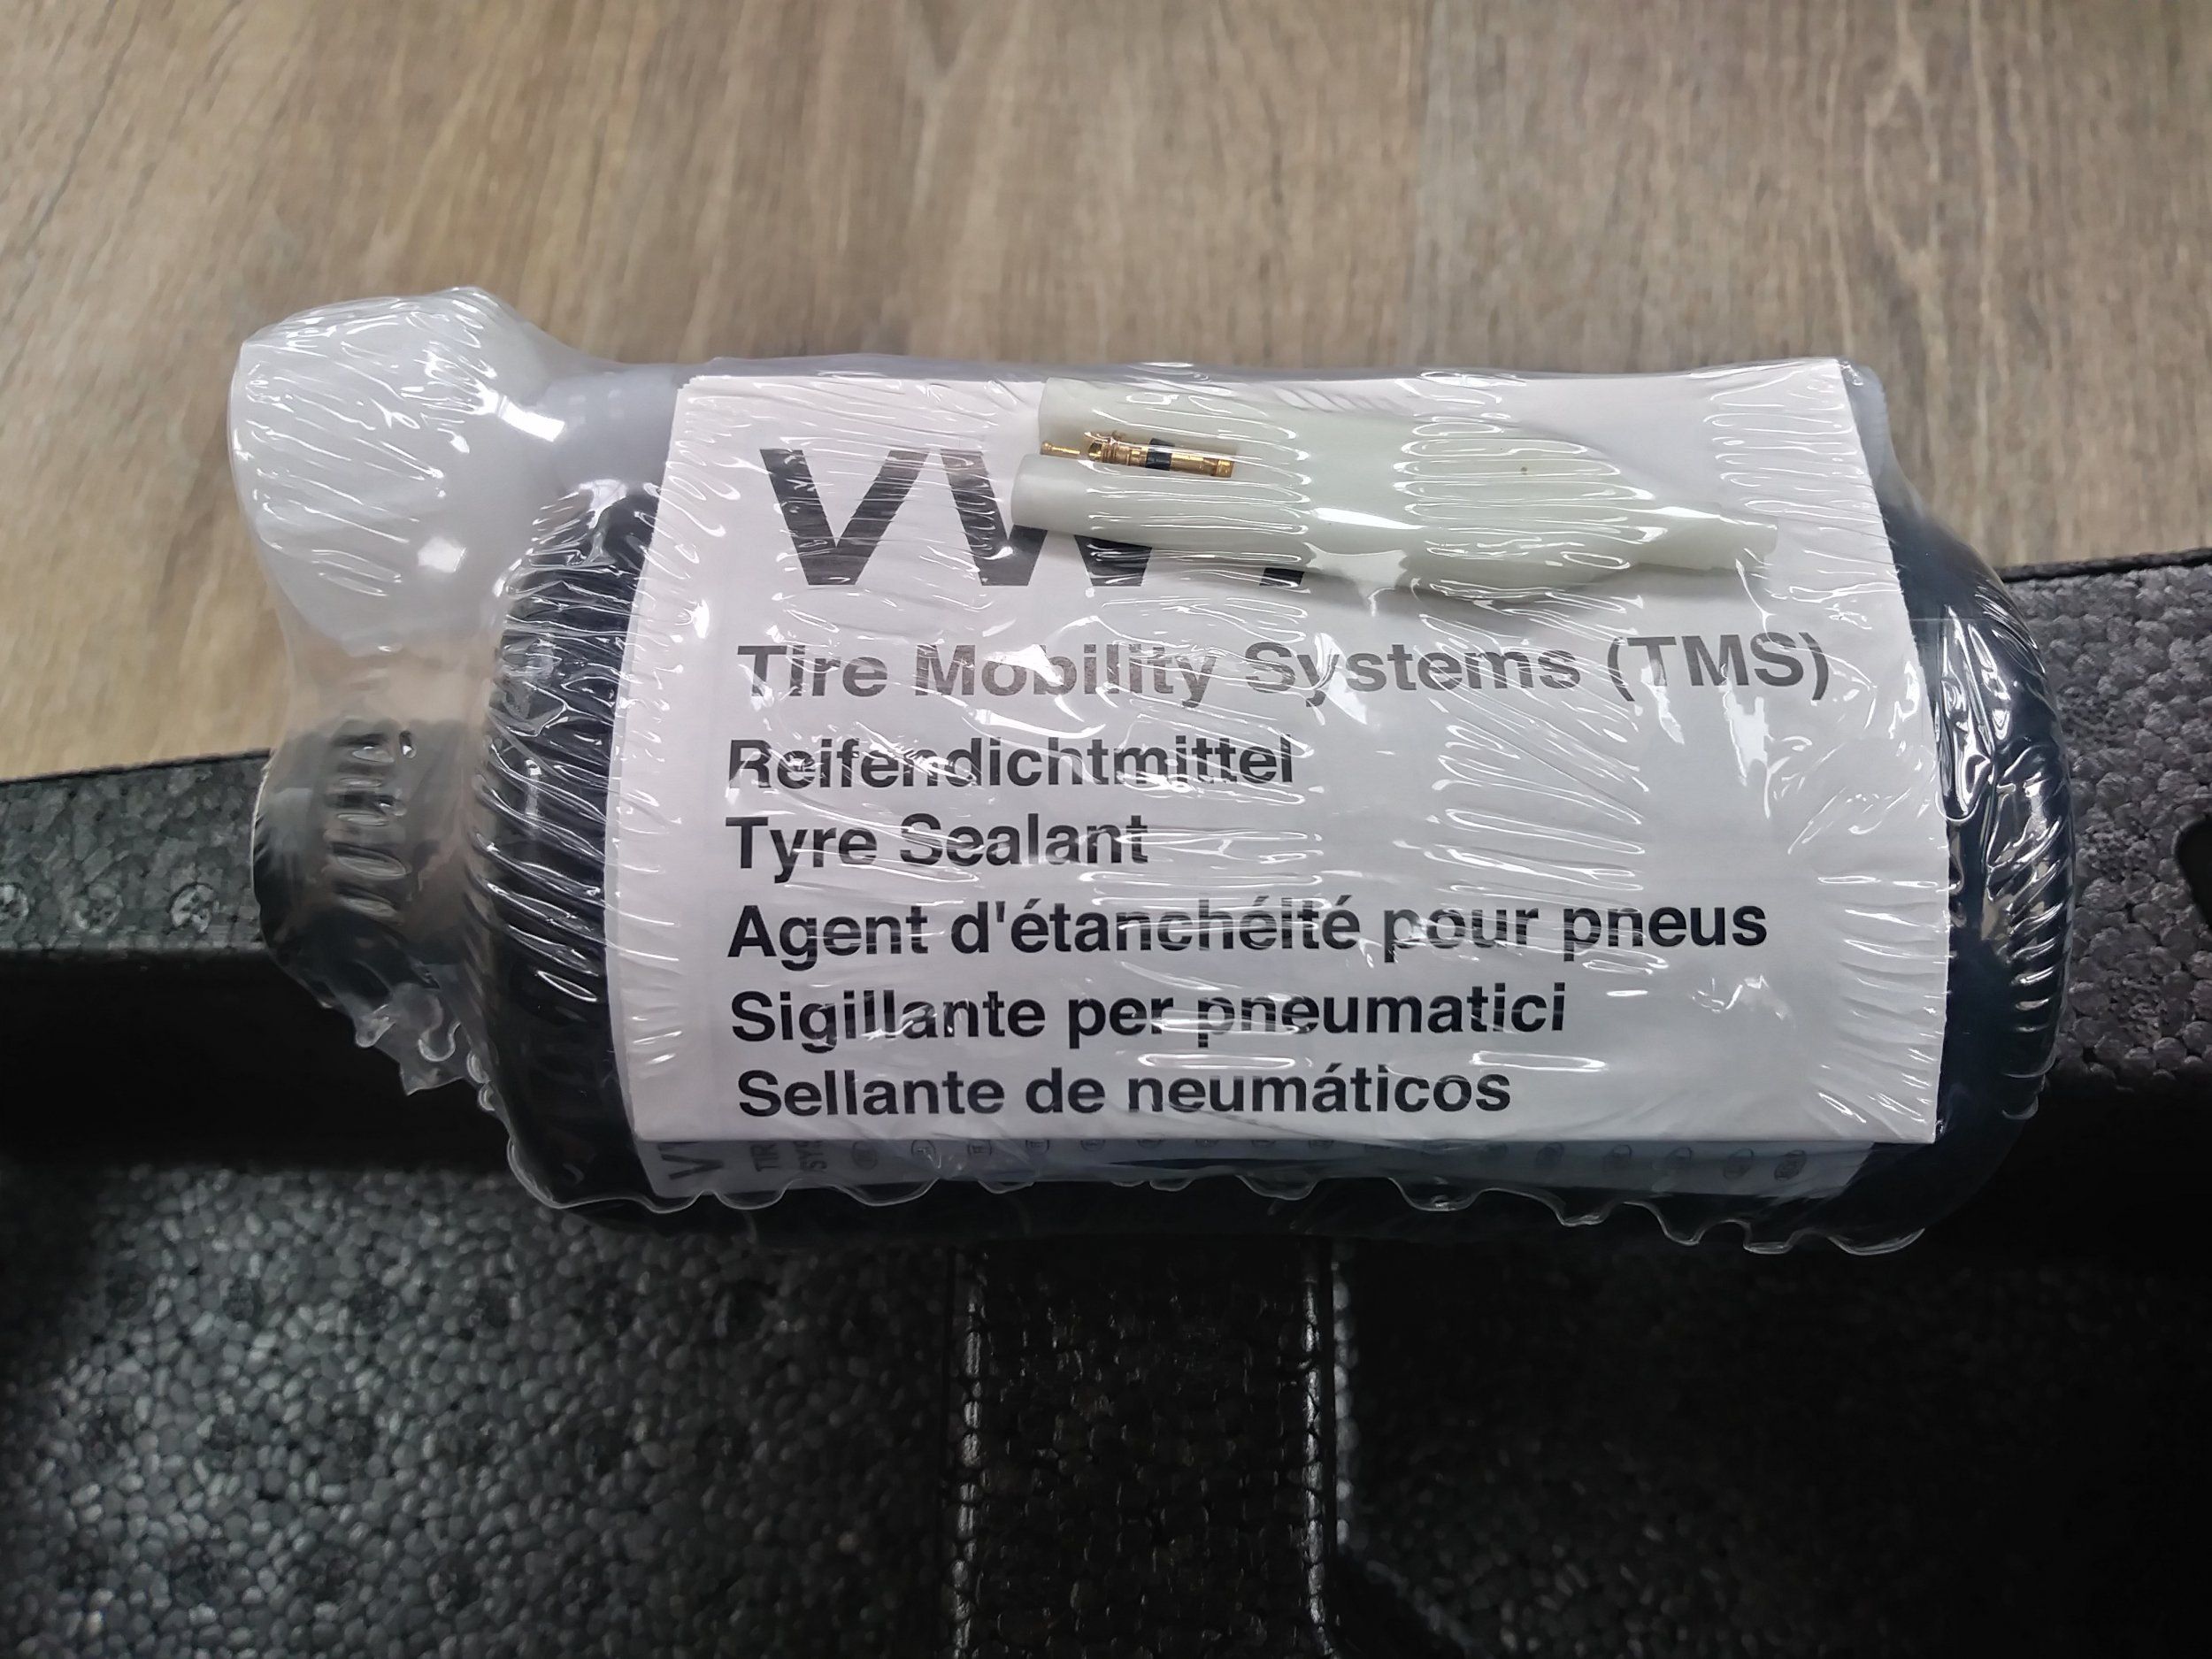 VW
Tire Mobility Systems (TMS)
Reifendichtmittel
Tyre Sealant
Agent d'étanchéité pour pneus
Sigillante per pneumatici
Sellante de neumáticos